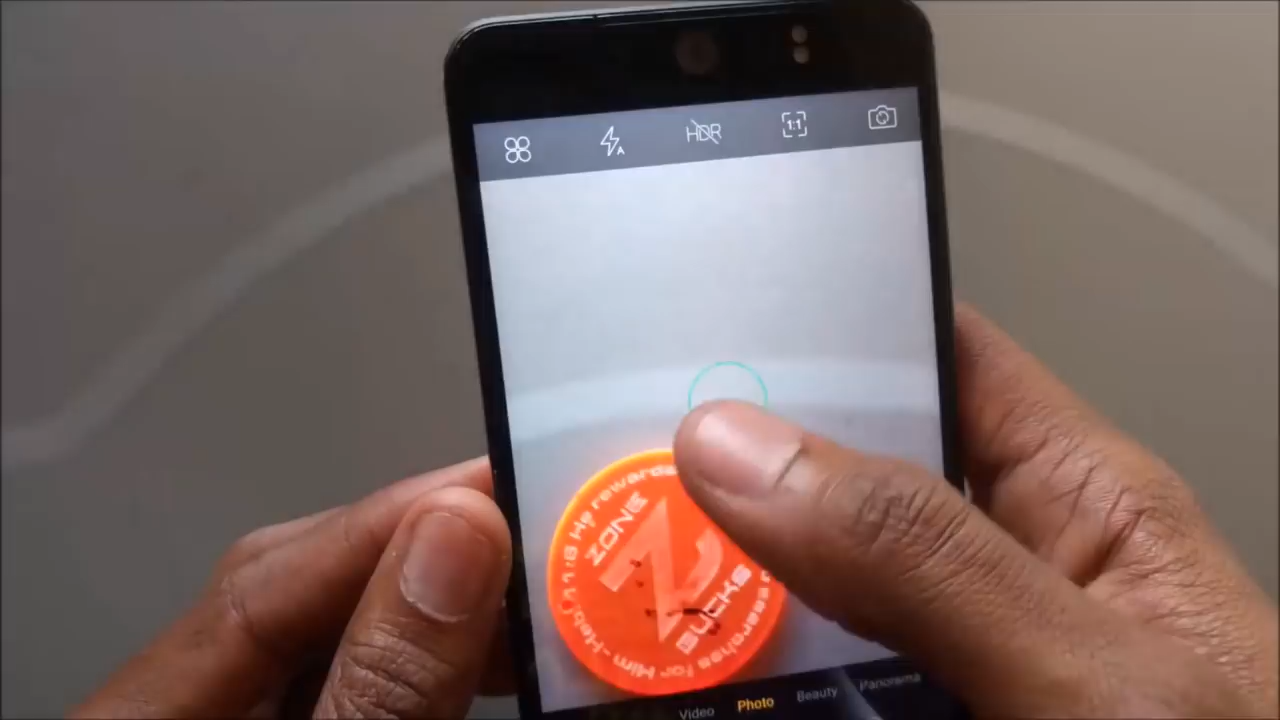 A
HDR
1:1
He rewards
ZONE
Z
BUCKS
searches for Him - Heb. 11:6
Video Photo Beauty Panorama